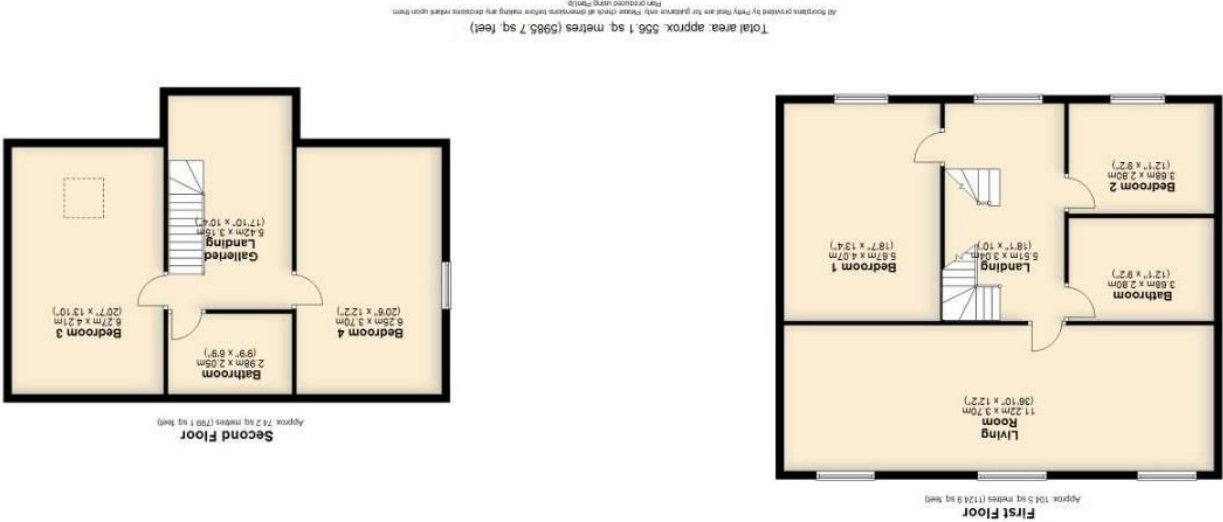 First Floor
Approx. 104.5 sq. metres (1124.9 sq. feet)
Living
Room
11.22m x 3.70m
(36'10" x 12'2")
Bathroom
3.68m x 2.80m
(12'1" x 9'2")
Landing
5.51m x 3.04m
(18'1" x 10')
Bedroom 1
5.67m x 4.07m
(18'7" x 13'4")
Bedroom 2
3.68m x 2.80m
(12'1" x 9'2")
Second Floor
Approx. 74.2 sq. metres (799.1 sq. feet)
Bathroom
2.98m x 2.05m
(9'9" x 6'9")
Bedroom 4
6.25m x 3.70m
(20'6" x 12'2")
Bedroom 3
6.27m x 4.21m
(20'7" x 13'10")
Galleried
Landing
5.42m x 3.15m
(17'10" x 10'4")
Total area: approx. 556.1 sq. metres (5985.7 sq. feet)
All floorplans provided by Petty Real are for guidance only. Please check all dimensions before making any decisions reliant upon them
Plan produced using PlanUp.